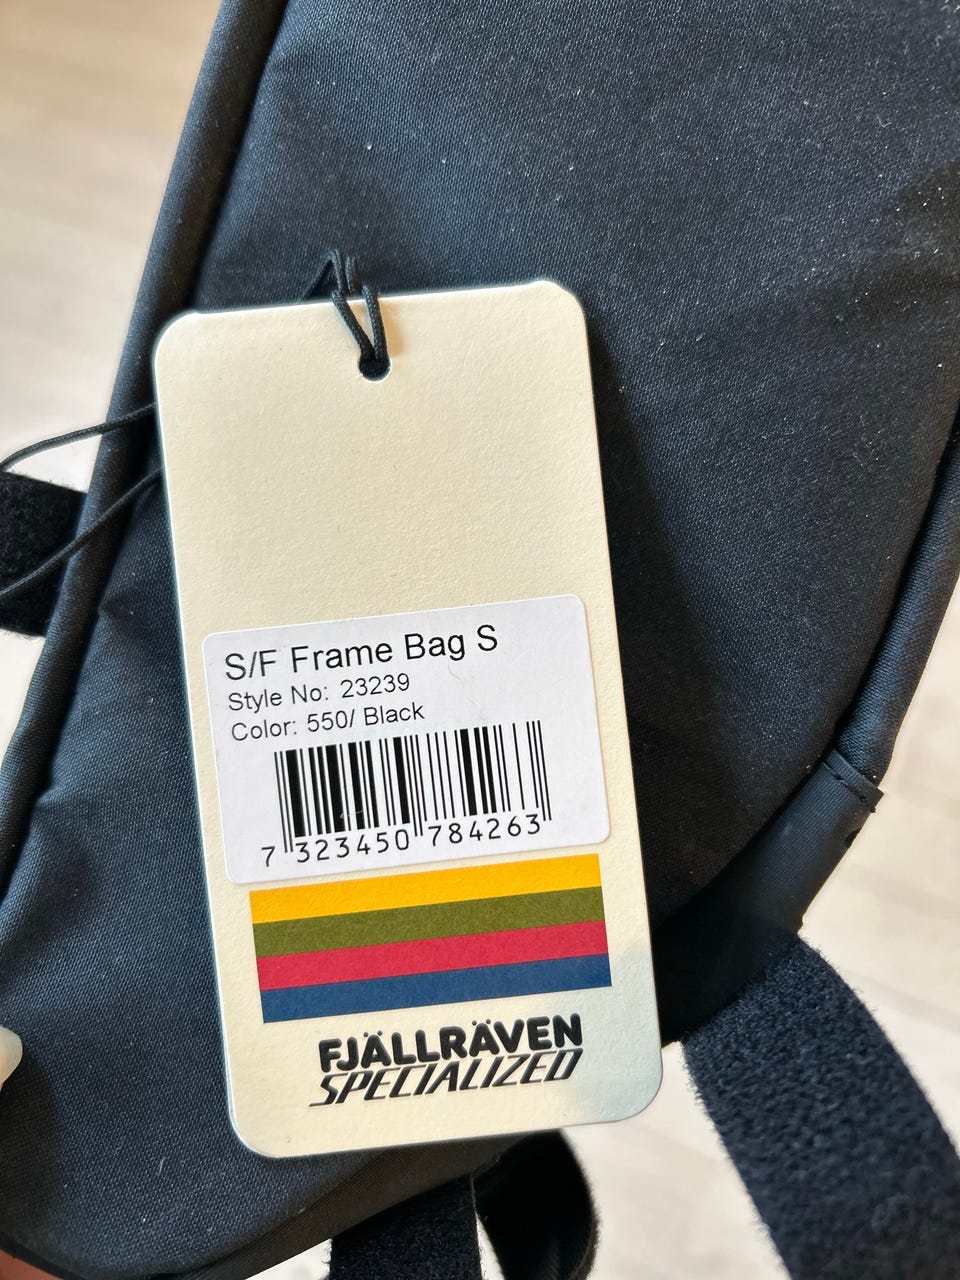 S/F Frame Bag S
Style No: 23239
Color: 550/ Black
7 323450 784263
FJÄLLRÄVEN
SPECIALIZED